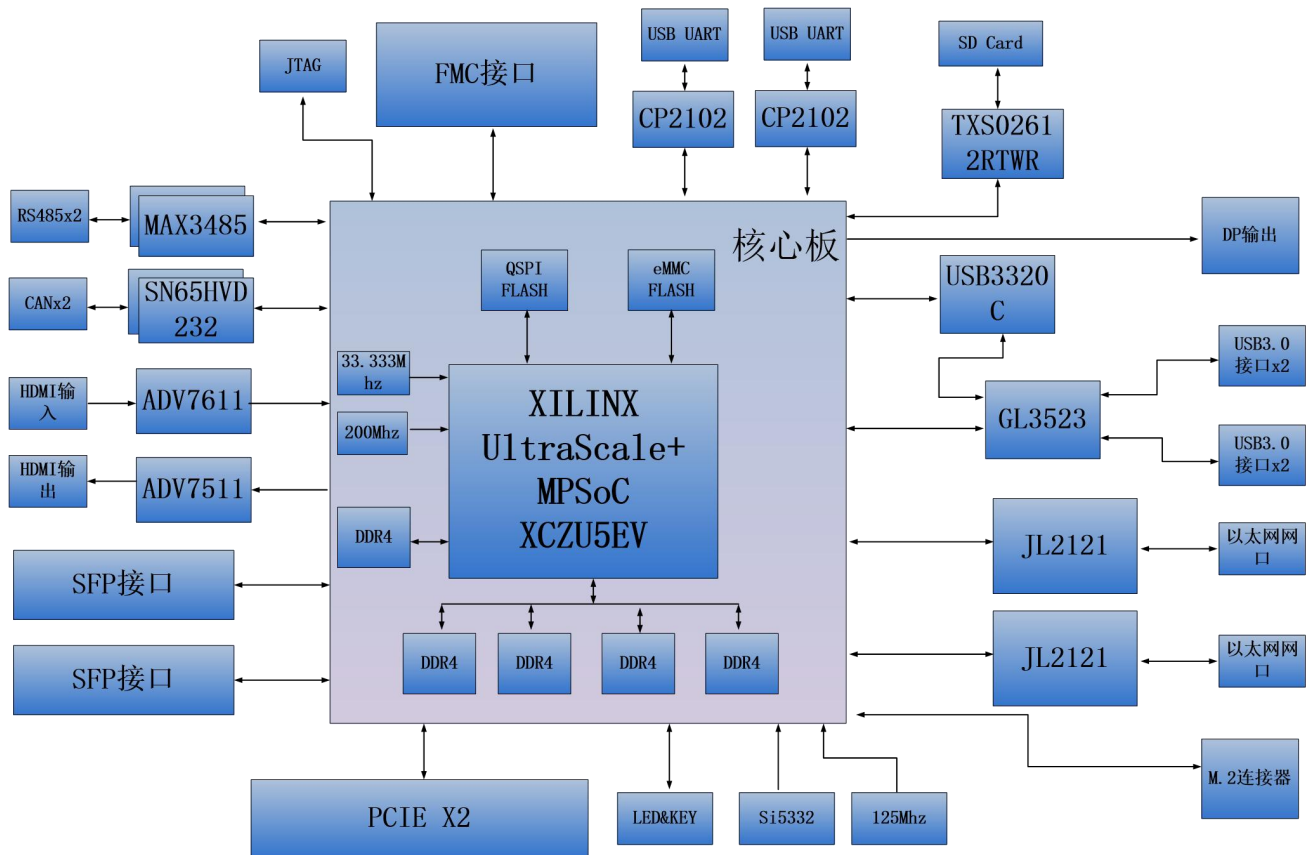 JTAG
FMC接口
USB UART
USB UART
SD Card
CP2102
CP2102
TXS0261
2RTWR
RS485x2
MAX3485
核心板
DP输出
CANx2
SN65HVD
232
QSPI
FLASH
eMMC
FLASH
USB3320
C
33.333M
hz
USB3.0
接口x2
HDMI输
入
ADV7611
200Mhz
XILINX
UltraScale+
MPSoC
XCZU5EV
GL3523
USB3.0
接口x2
HDMI输
出
ADV7511
DDR4
JL2121
以太网网
口
SFP接口
DDR4
DDR4
DDR4
DDR4
JL2121
以太网网
口
SFP接口
M.2连接器
PCIE X2
LED&KEY
Si5332
125Mhz